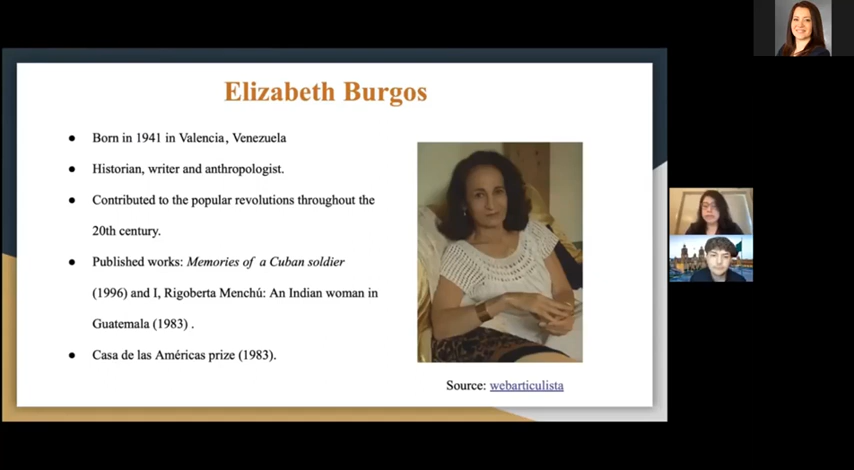 Elizabeth Burgos
● Born in 1941 in Valencia, Venezuela
● Historian, writer and anthropologist.
● Contributed to the popular revolutions throughout the
20th century.
● Published works: Memories of a Cuban soldier
(1996) and I, Rigoberta Menchú: An Indian woman in
Guatemala (1983) .
● Casa de las Américas prize (1983).
Source: webarticulista